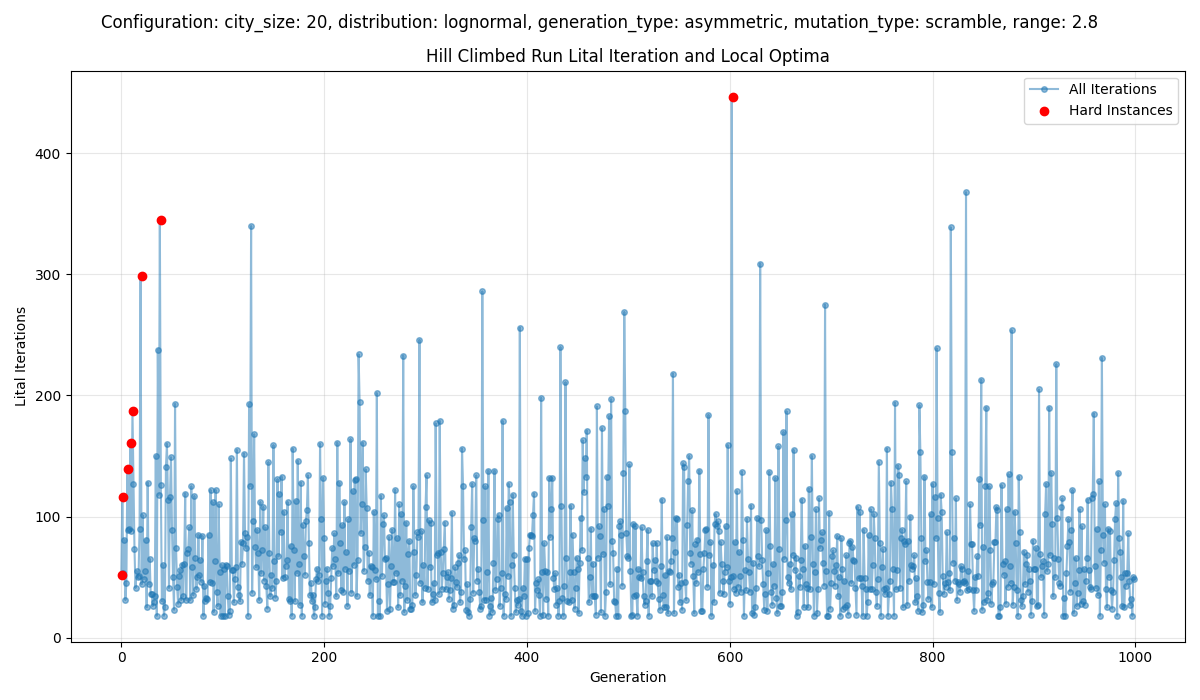 Configuration: city_size: 20, distribution: lognormal, generation_type: asymmetric, mutation_type: scramble, range: 2.8
Hill Climbed Run Lital Iteration and Local Optima
All Iterations
Hard Instances
Lital Iterations
400
300
200
100
0
0 200 400 600 800 1000
Generation